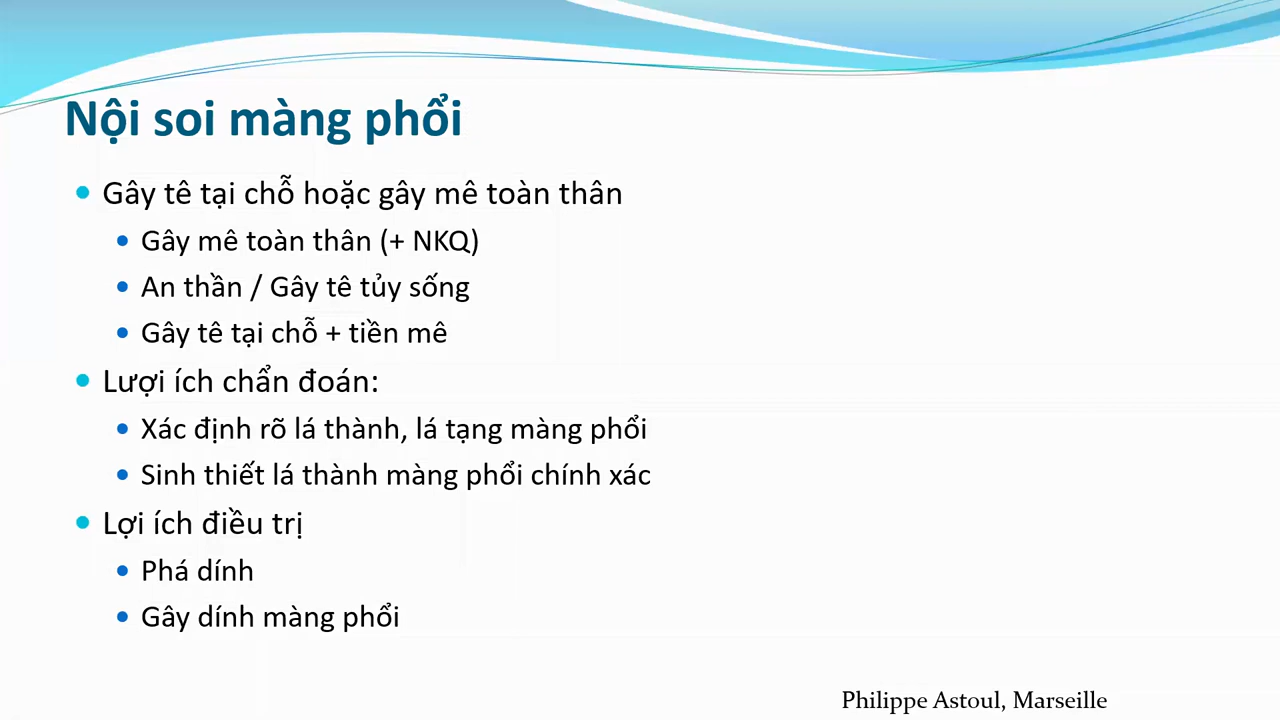 Nội soi màng phổi
Gây tê tại chỗ hoặc gây mê toàn thân
Gây mê toàn thân (+ NKQ)
An thần / Gây tê tủy sống
Gây tê tại chỗ + tiền mê
Lượi ích chẩn đoán:
Xác định rõ lá thành, lá tạng màng phổi
Sinh thiết lá thành màng phổi chính xác
Lợi ích điều trị
Phá dính
Gây dính màng phổi
Philippe Astoul, Marseille